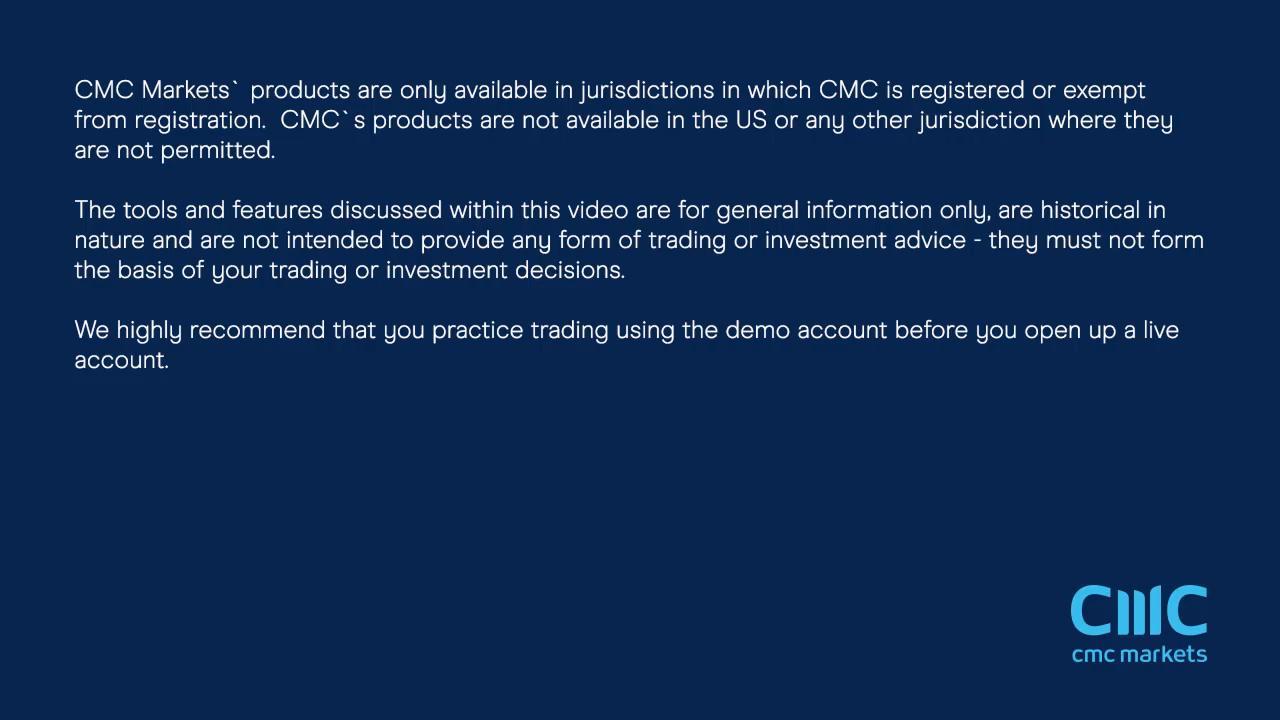 CMC Markets` products are only available in jurisdictions in which CMC is registered or exempt
from registration.  CMC`s products are not available in the US or any other jurisdiction where they
are not permitted.
The tools and features discussed within this video are for general information only, are historical in
nature and are not intended to provide any form of trading or investment advice - they must not form
the basis of your trading or investment decisions.
We highly recommend that you practice trading using the demo account before you open up a live
account.
CMC
cmc markets